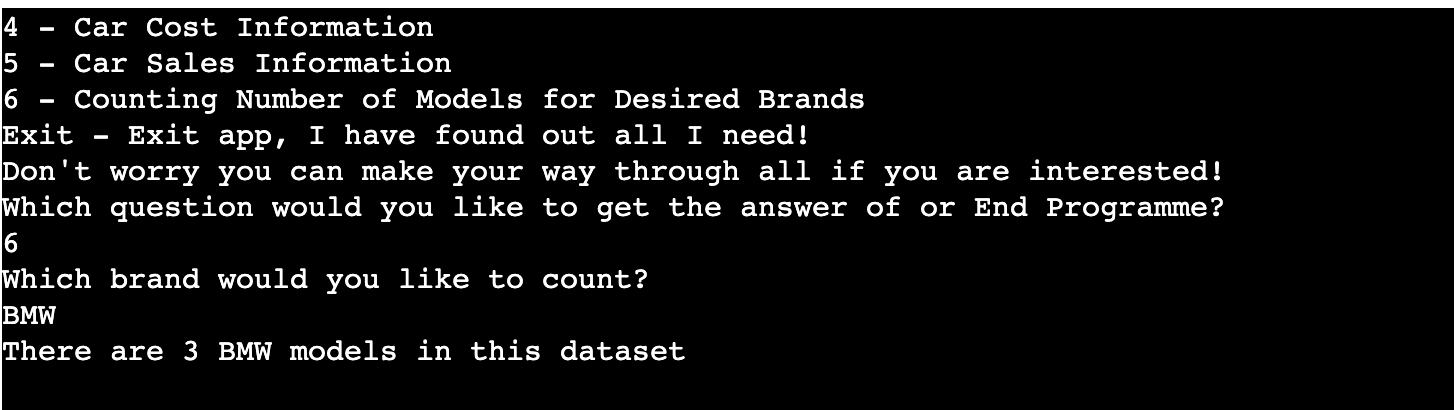 4 - Car Cost Information
5 - Car Sales Information
6 - Counting Number of Models for Desired Brands
Exit - Exit app, I have found out all I need!
Don't worry you can make your way through all if you are interested!
Which question would you like to get the answer of or End Programme?
6
Which brand would you like to count?
BMW
There are 3 BMW models in this dataset